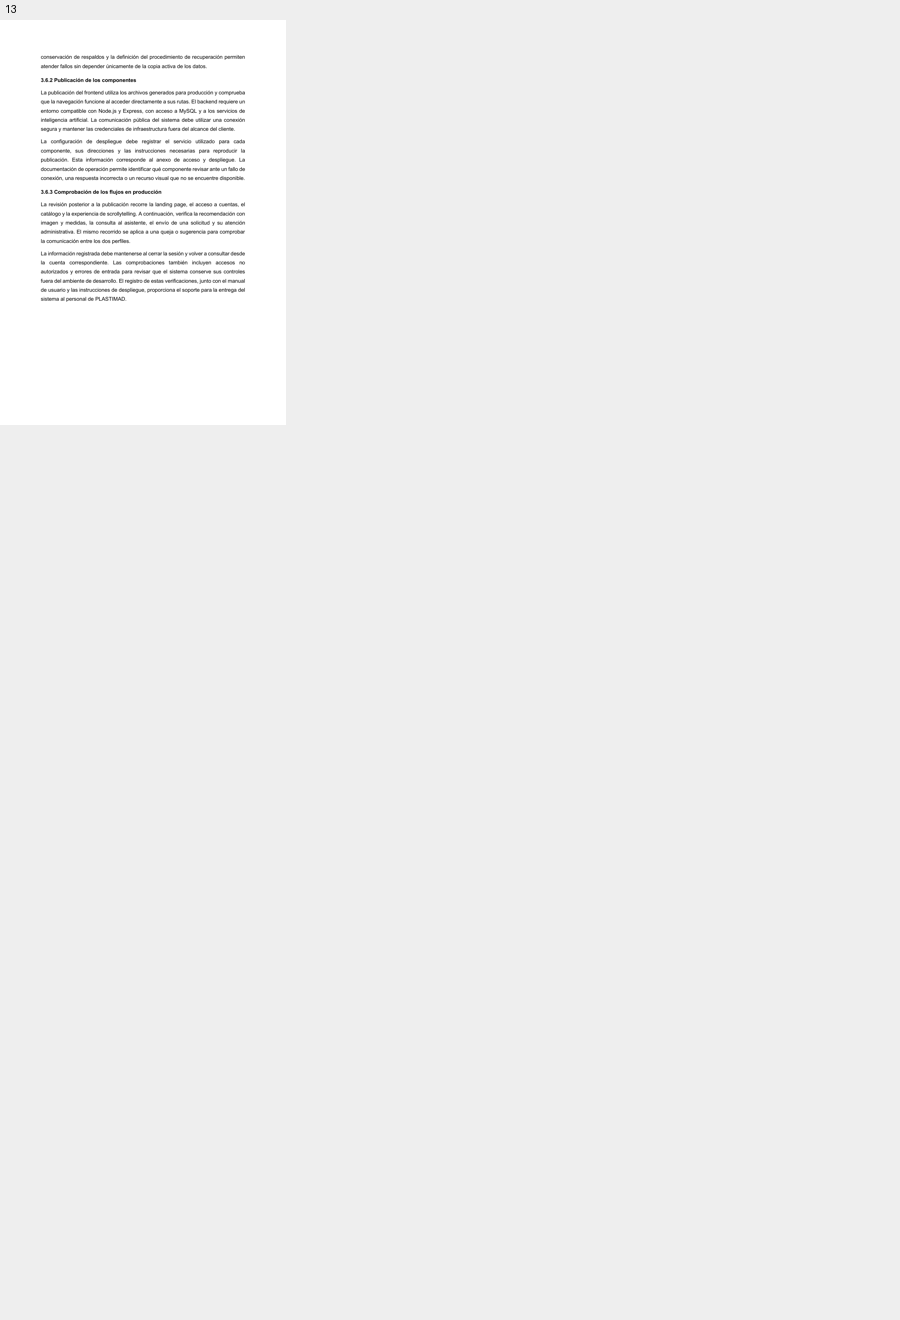 13
conservación de respaldos y la definición del procedimiento de recuperación permiten
atender fallos sin depender únicamente de la copia activa de los datos.
3.6.2 Publicación de los componentes
La publicación del frontend utiliza los archivos generados para producción y comprueba
que la navegación funcione al acceder directamente a sus rutas. El backend requiere un
entorno compatible con Node.js y Express, con acceso a MySQL y a los servicios de
inteligencia artificial. La comunicación pública del sistema debe utilizar una conexión
segura y mantener las credenciales de infraestructura fuera del alcance del cliente.
La configuración de despliegue debe registrar el servicio utilizado para cada
componente, sus direcciones y las instrucciones necesarias para reproducir la
publicación. Esta información corresponde al anexo de acceso y despliegue. La
documentación de operación permite identificar qué componente revisar ante un fallo de
conexión, una respuesta incorrecta o un recurso visual que no se encuentre disponible.
3.6.3 Comprobación de los flujos en producción
La revisión posterior a la publicación recorre la landing page, el acceso a cuentas, el
catálogo y la experiencia de scrollytelling. A continuación, verifica la recomendación con
imagen y medidas, la consulta al asistente, el envío de una solicitud y su atención
administrativa. El mismo recorrido se aplica a una queja o sugerencia para comprobar
la comunicación entre los dos perfiles.
La información registrada debe mantenerse al cerrar la sesión y volver a consultar desde
la cuenta correspondiente. Las comprobaciones también incluyen accesos no
autorizados y errores de entrada para revisar que el sistema conserve sus controles
fuera del ambiente de desarrollo. El registro de estas verificaciones, junto con el manual
de usuario y las instrucciones de despliegue, proporciona el soporte para la entrega del
sistema al personal de PLASTIMAD.